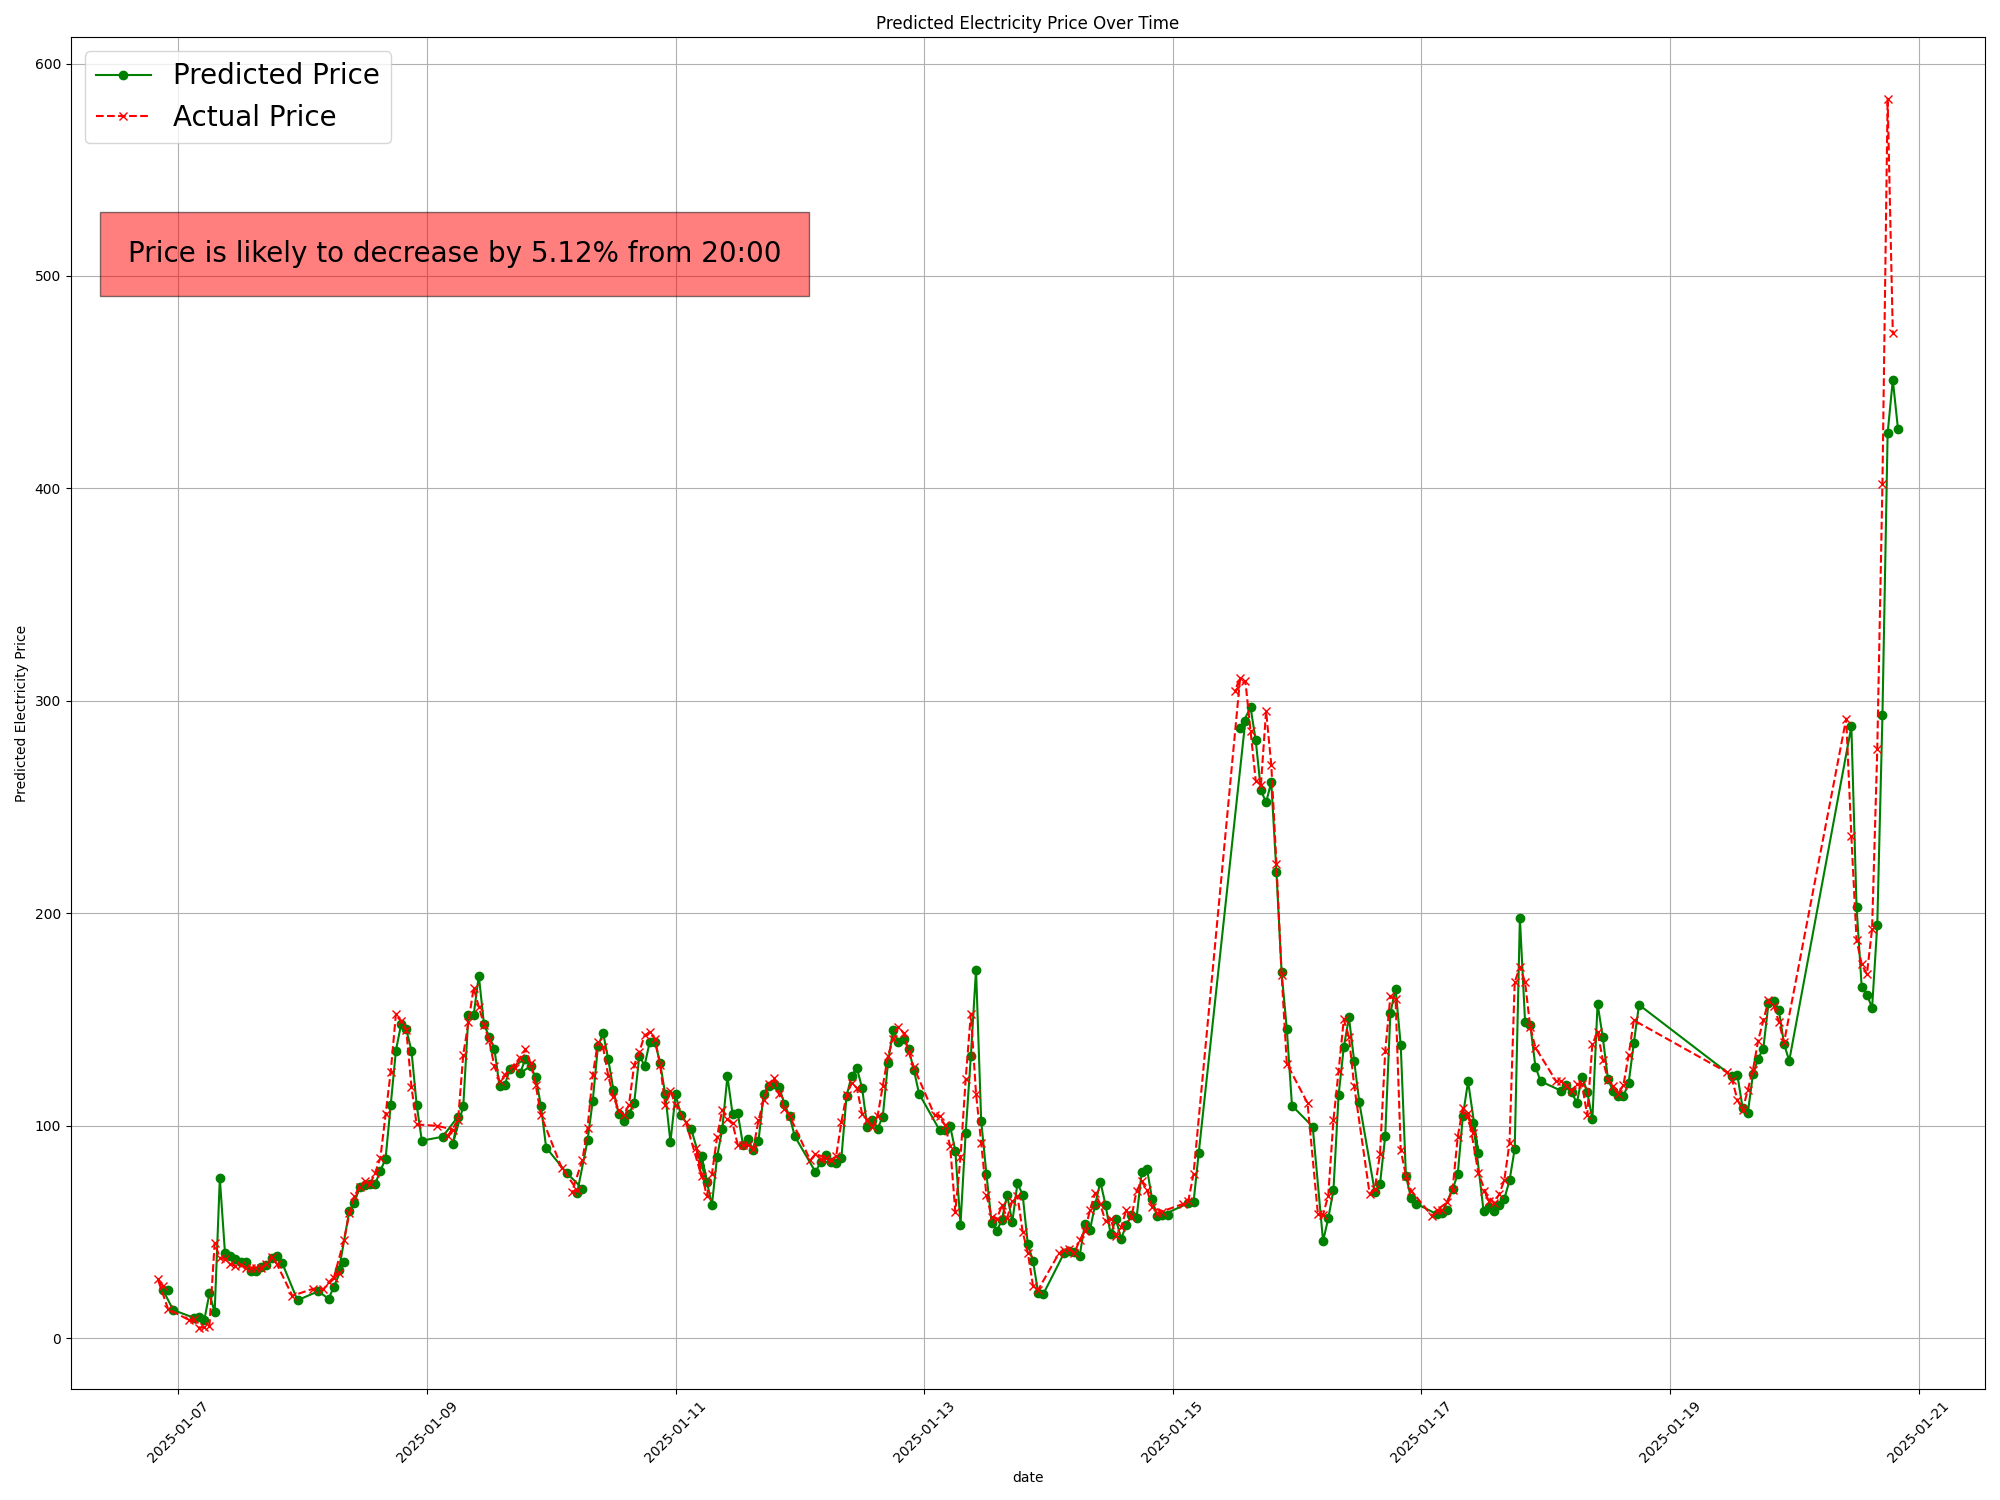 Predicted Electricity Price Over Time
Predicted Price
Actual Price
Price is likely to decrease by 5.12% from 20:00
Predicted Electricity Price
600
500
400
300
200
100
0
2025-01-07
2025-01-09
2025-01-11
2025-01-13
2025-01-15
2025-01-17
2025-01-19
2025-01-21
date